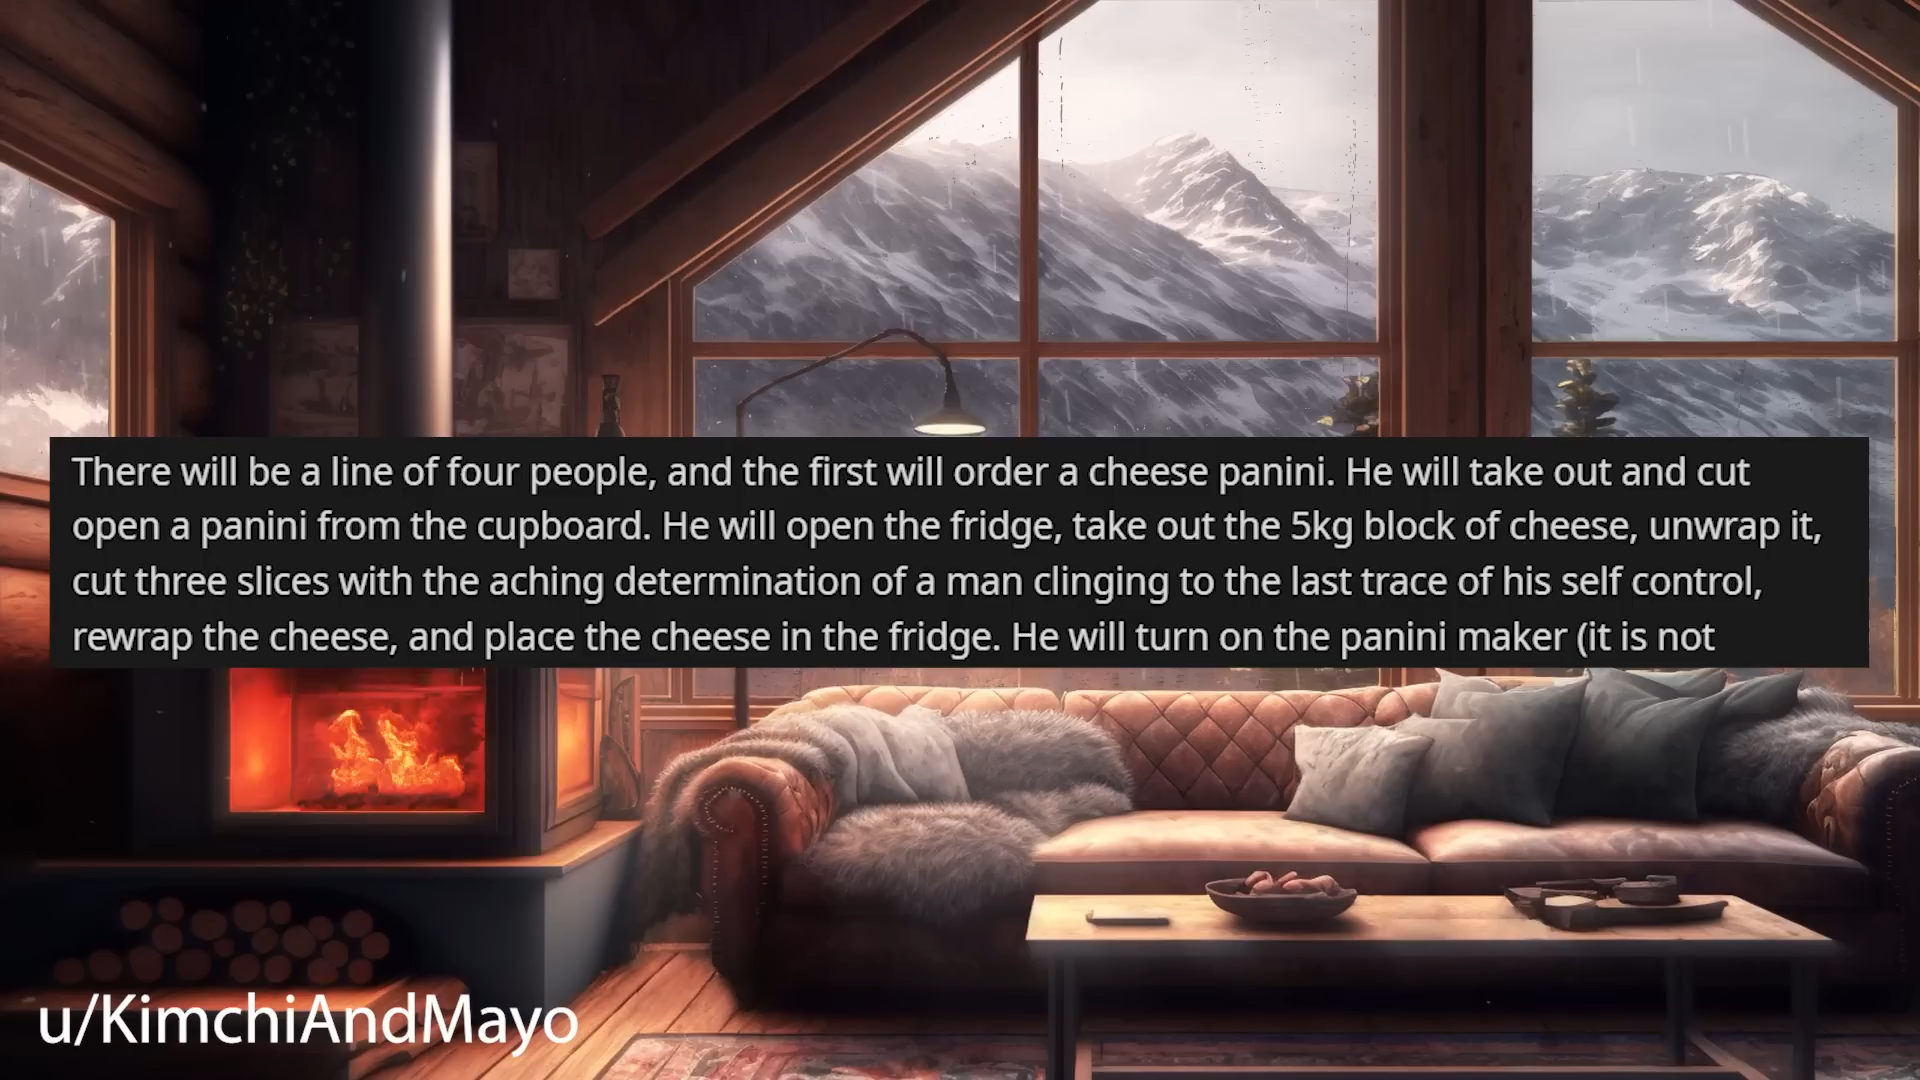 There will be a line of four people, and the first will order a cheese panini. He will take out and cut
open a panini from the cupboard. He will open the fridge, take out the 5kg block of cheese, unwrap it,
cut three slices with the aching determination of a man clinging to the last trace of his self control,
rewrap the cheese, and place the cheese in the fridge. He will turn on the panini maker (it is not
u/KimchiAndMayo